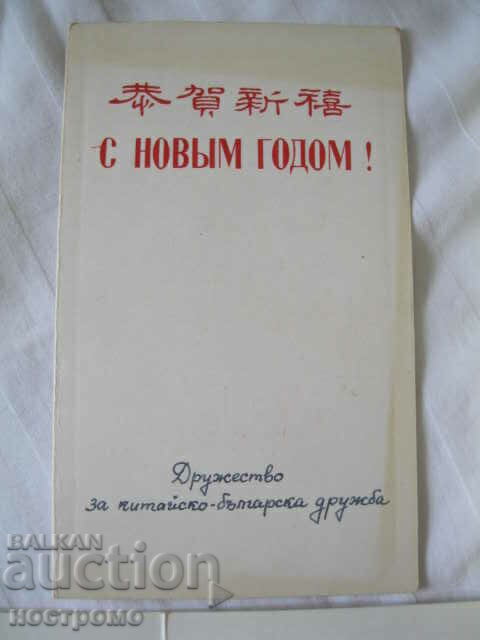 恭賀新禧
С НОВЫМ ГОДОМ!
Дружество
за китайско-българска дружба
BALKAN
auction
НОСТРОМО